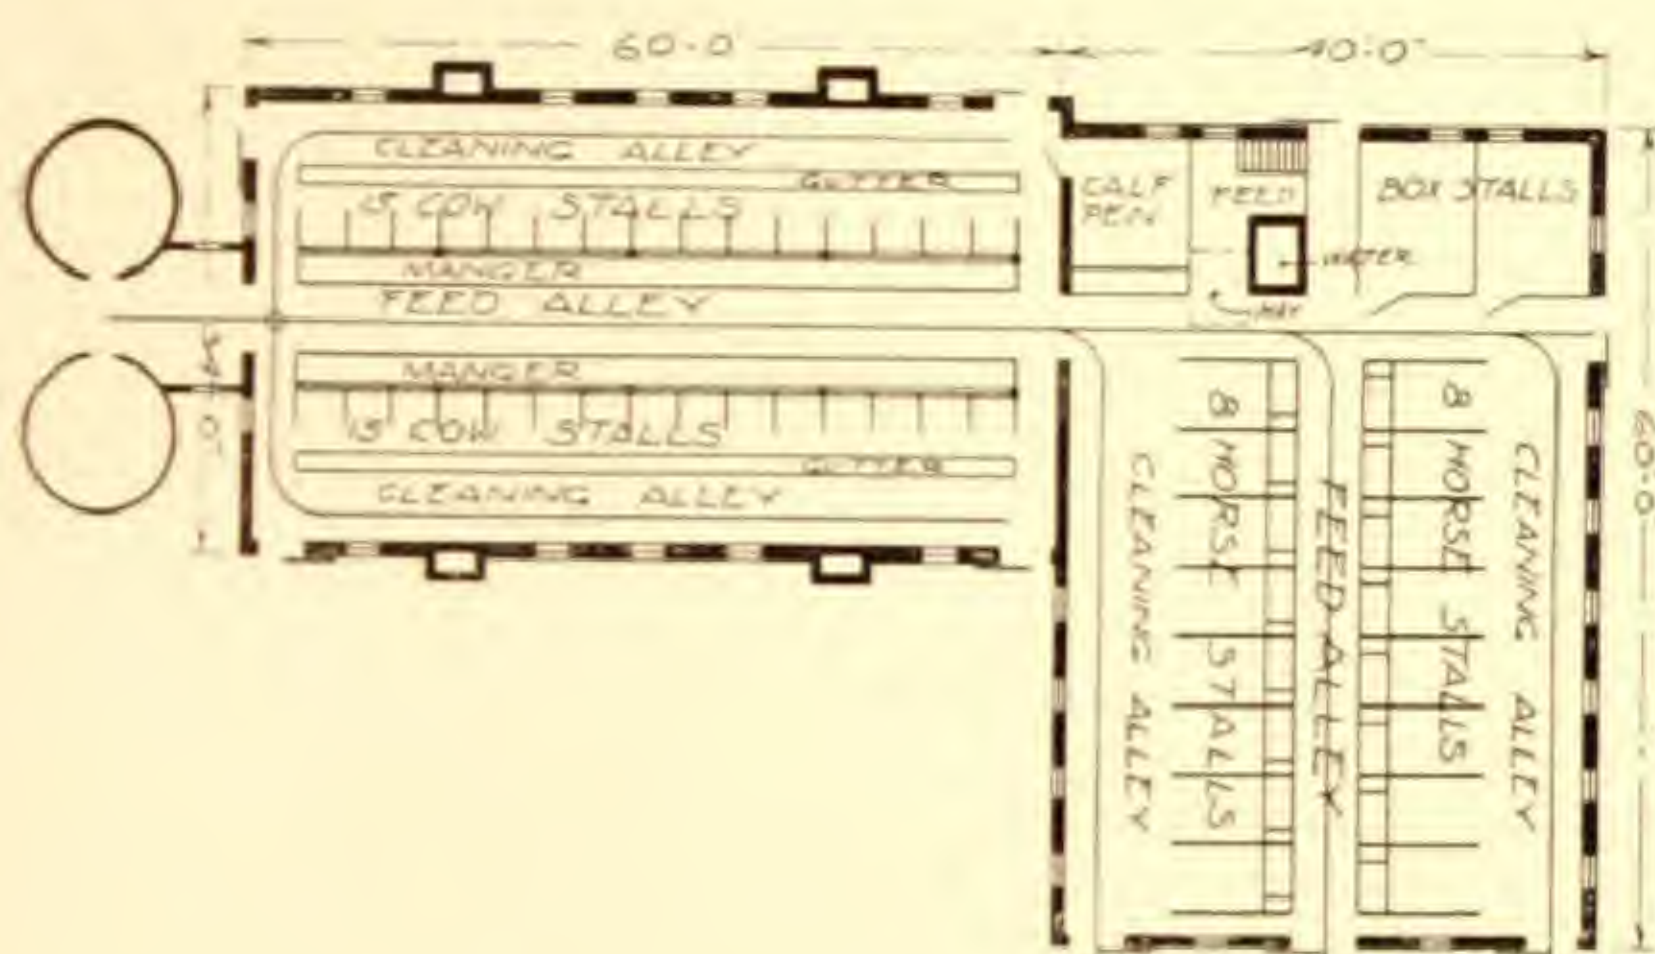 60-0
40-0
CLEANING ALLEY
GUTTER
15 COW STALLS
MANGER
FEED ALLEY
MANGER
15 COW STALLS
GUTTER
CLEANING ALLEY
CALF
PEN
FEED
BOX STALLS
WATER
HAY
CLEANING ALLEY
8 HORSE STALLS
FEED ALLEY
8 HORSE STALLS
CLEANING ALLEY
60-0